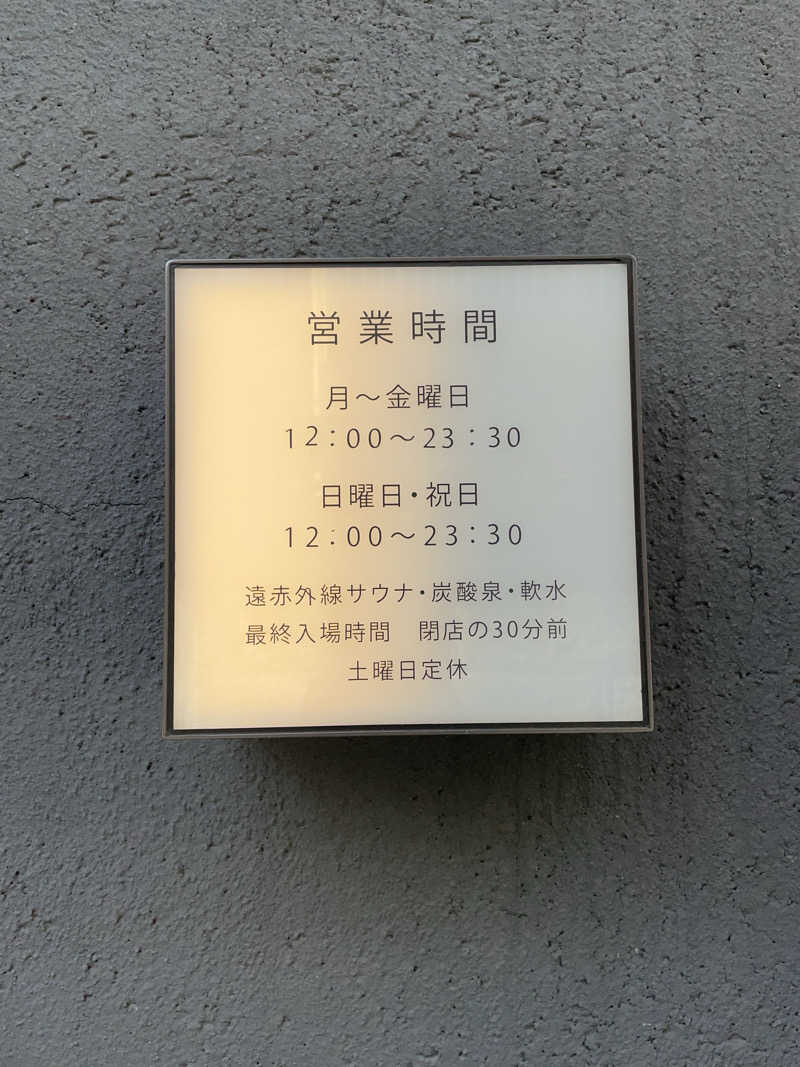 営業時間
月〜金曜日
12:00〜23:30
日曜日・祝日
12:00〜23:30
遠赤外線サウナ・炭酸泉・軟水
最終入場時間　閉店の30分前
土曜日定休